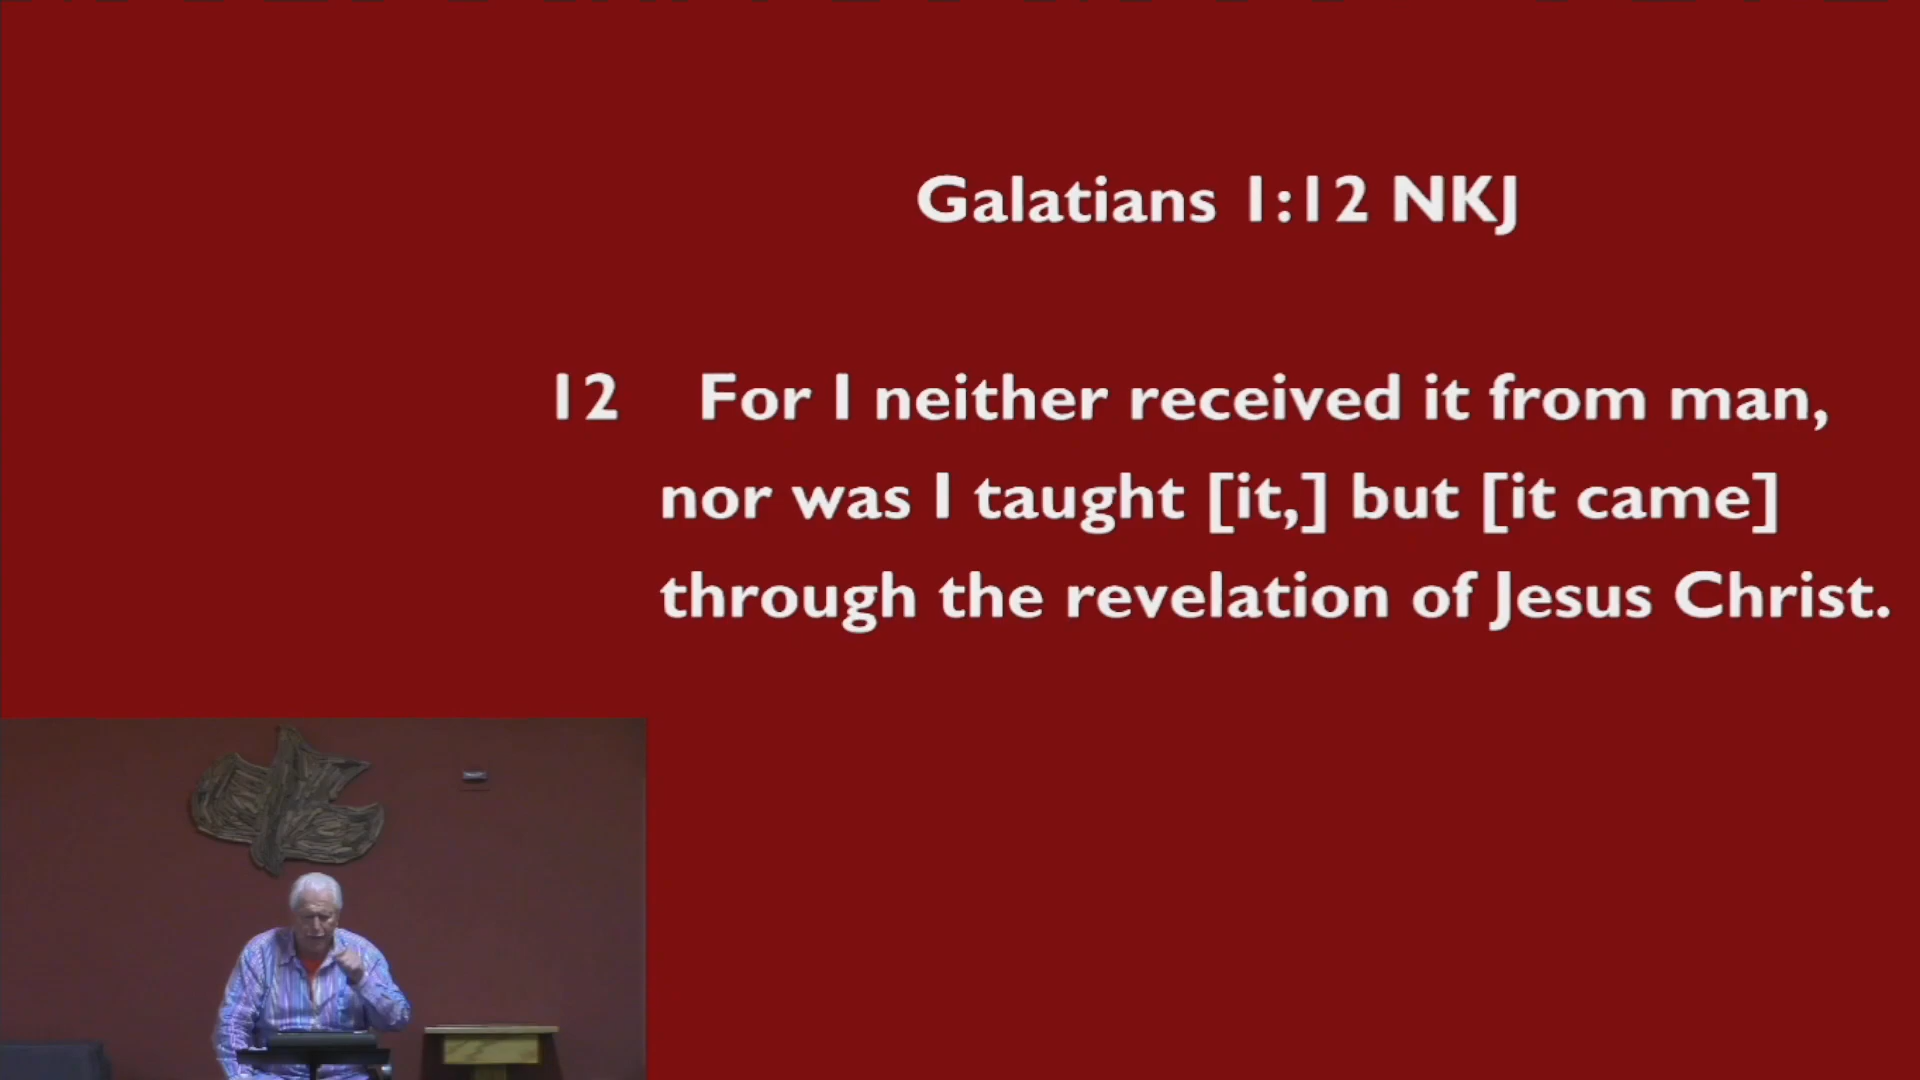 Galatians 1:12 NKJ
12 For I neither received it from man,
nor was I taught [it,] but [it came]
through the revelation of Jesus Christ.